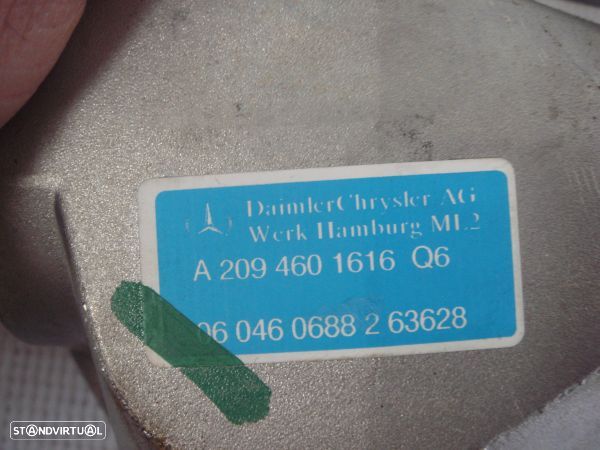 DaimlerChrysler AG
Werk Hamburg ML2
A 209 460 1616 Q6
06 046 0688 2 63628
STANDVIRTUAL